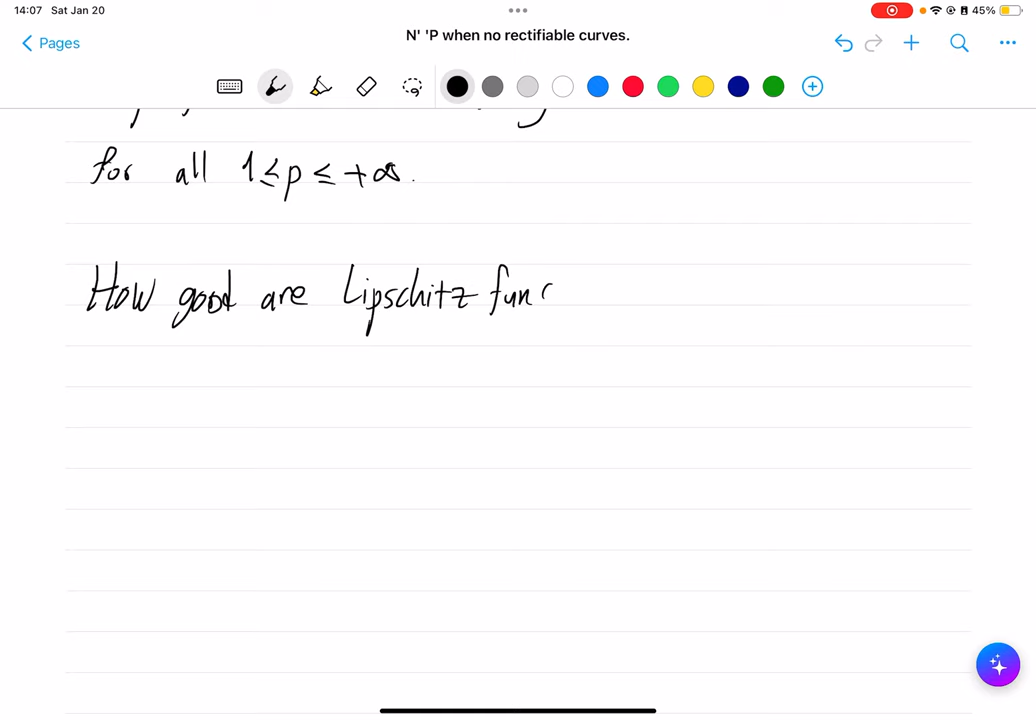 14:07 Sat Jan 20
45%
Pages
N' 'P when no rectifiable curves.
for all 1 ≤ p ≤ +∞.
How good are Lipschitz func